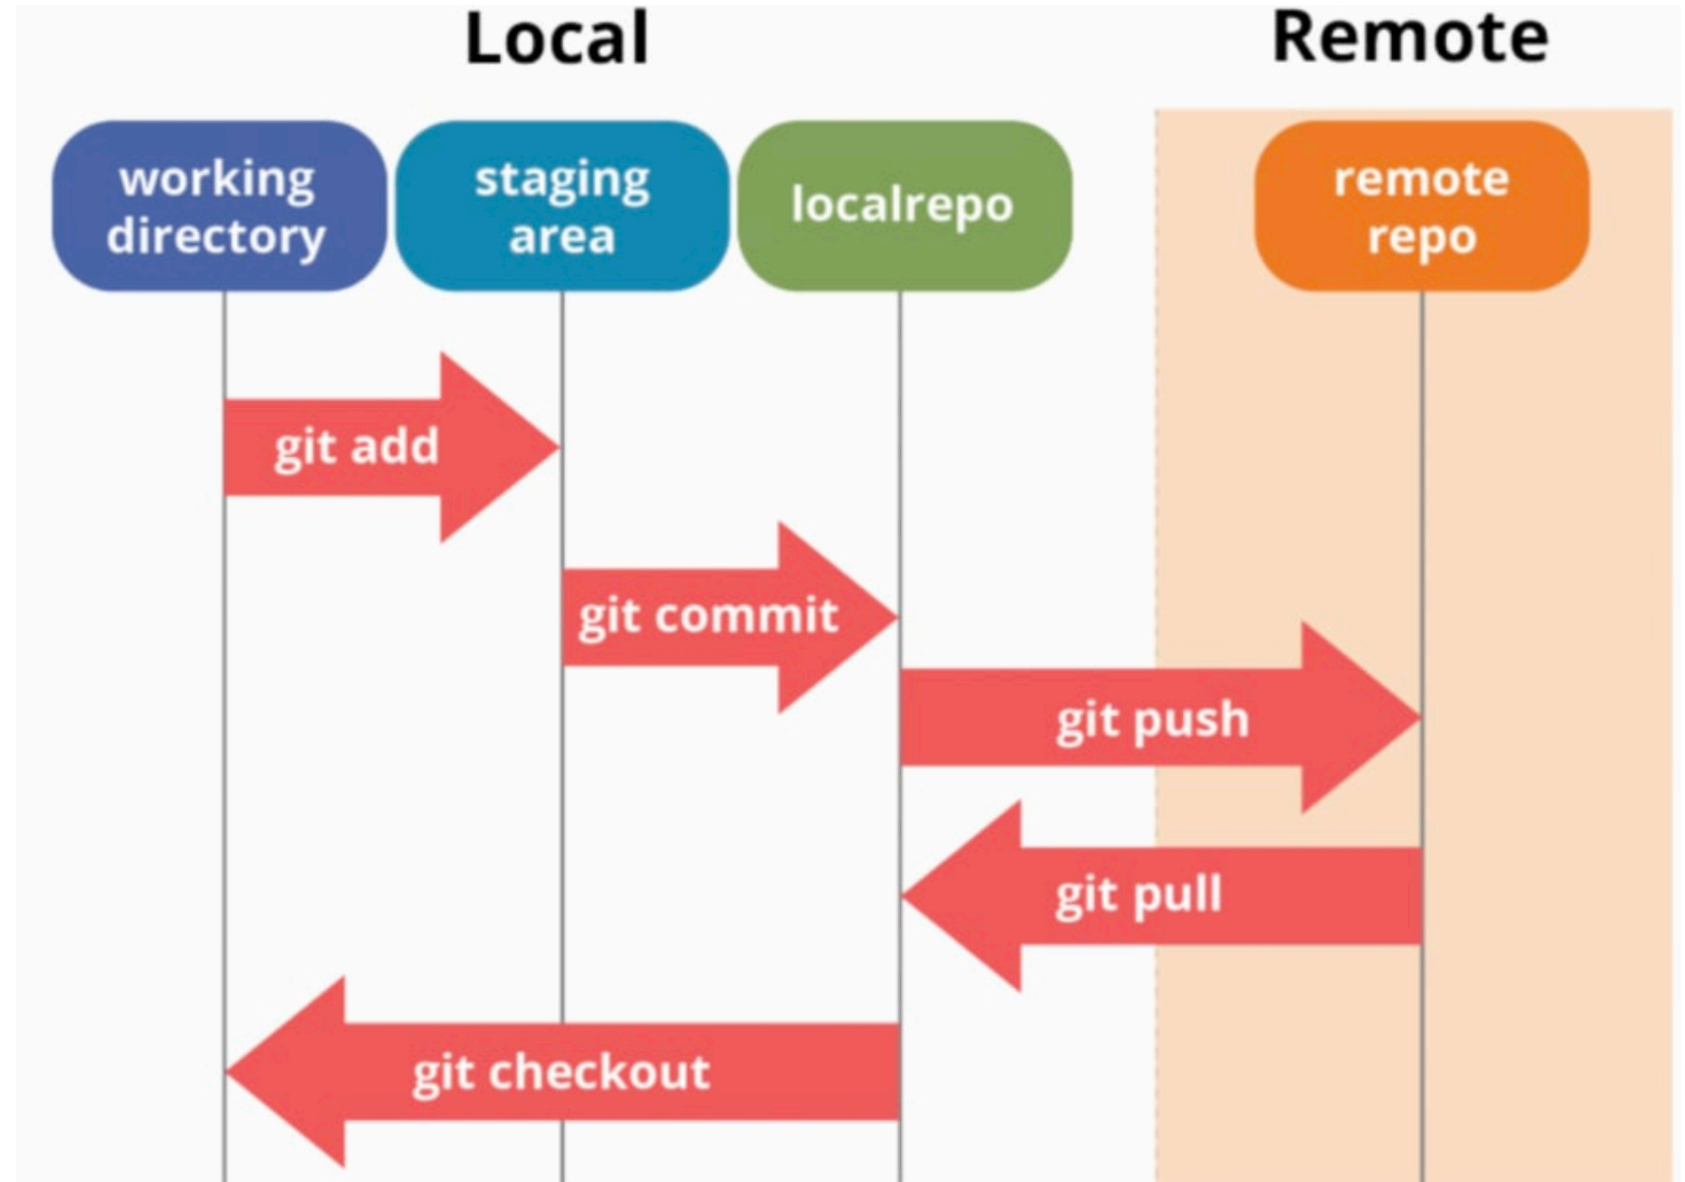 Local
Remote
working
directory
staging
area
localrepo
remote
repo
git add
git commit
git push
git pull
git checkout